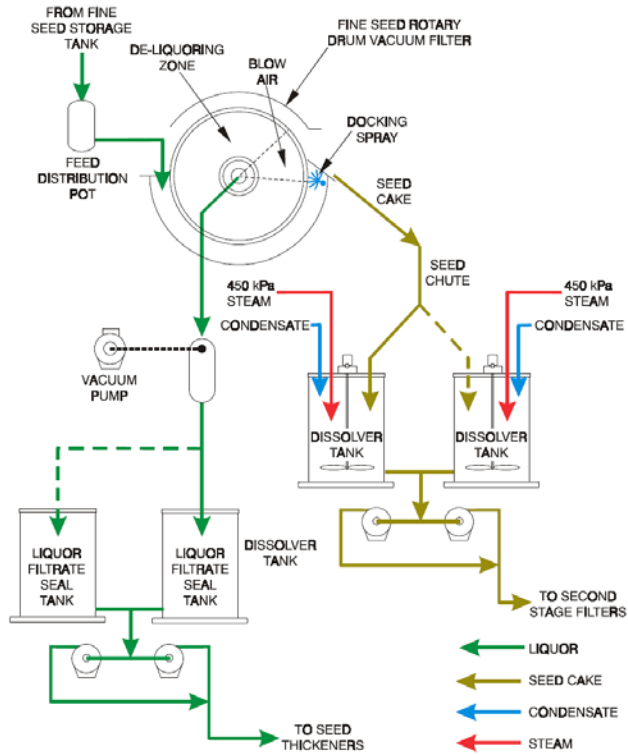 FROM FINE
SEED STORAGE
TANK
DE-LIQUORING
ZONE
BLOW
AIR
FINE SEED ROTARY
DRUM VACUUM FILTER
DOCKING
SPRAY
FEED
DISTRIBUTION
POT
SEED
CAKE
SEED
CHUTE
450 kPa
STEAM
CONDENSATE
450 kPa
STEAM
CONDENSATE
VACUUM
PUMP
DISSOLVER
TANK
DISSOLVER
TANK
LIQUOR
FILTRATE
SEAL
TANK
LIQUOR
FILTRATE
SEAL
TANK
DISSOLVER
TANK
TO SECOND
STAGE FILTERS
LIQUOR
SEED CAKE
CONDENSATE
STEAM
TO SEED
THICKENERS